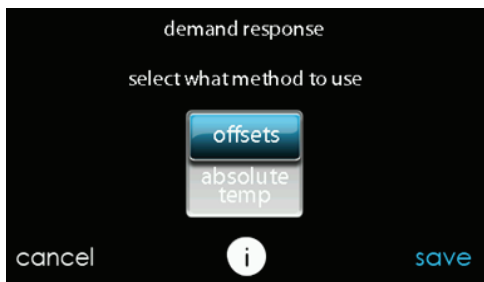 demand response
select what method to use
offsets
absolute
temp
cancel
i
save